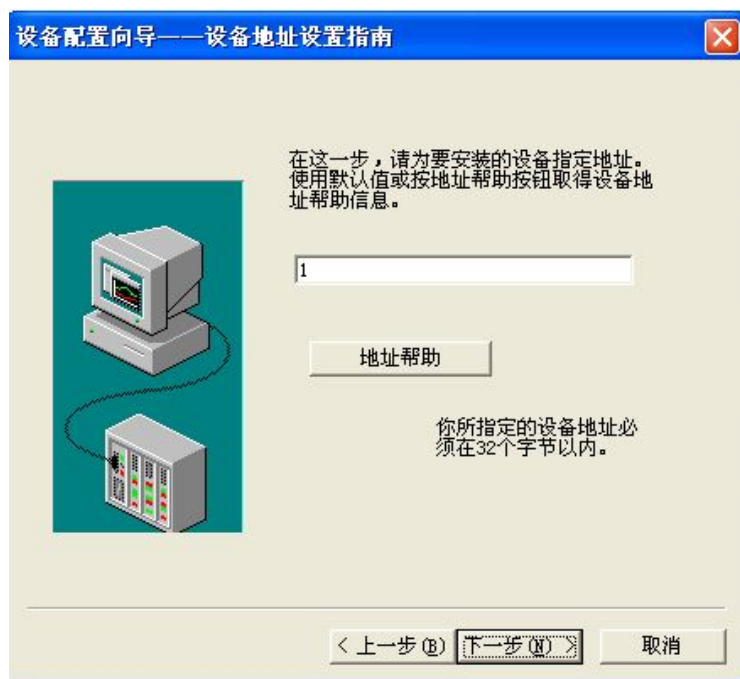 设备配置向导——设备地址设置指南
在这一步，请为要安装的设备指定地址。
使用默认值或按地址帮助按钮取得设备地
址帮助信息。
1
地址帮助
你所指定的设备地址必
须在32个字节以内。
< 上一步(B)
下一步(N) >
取消